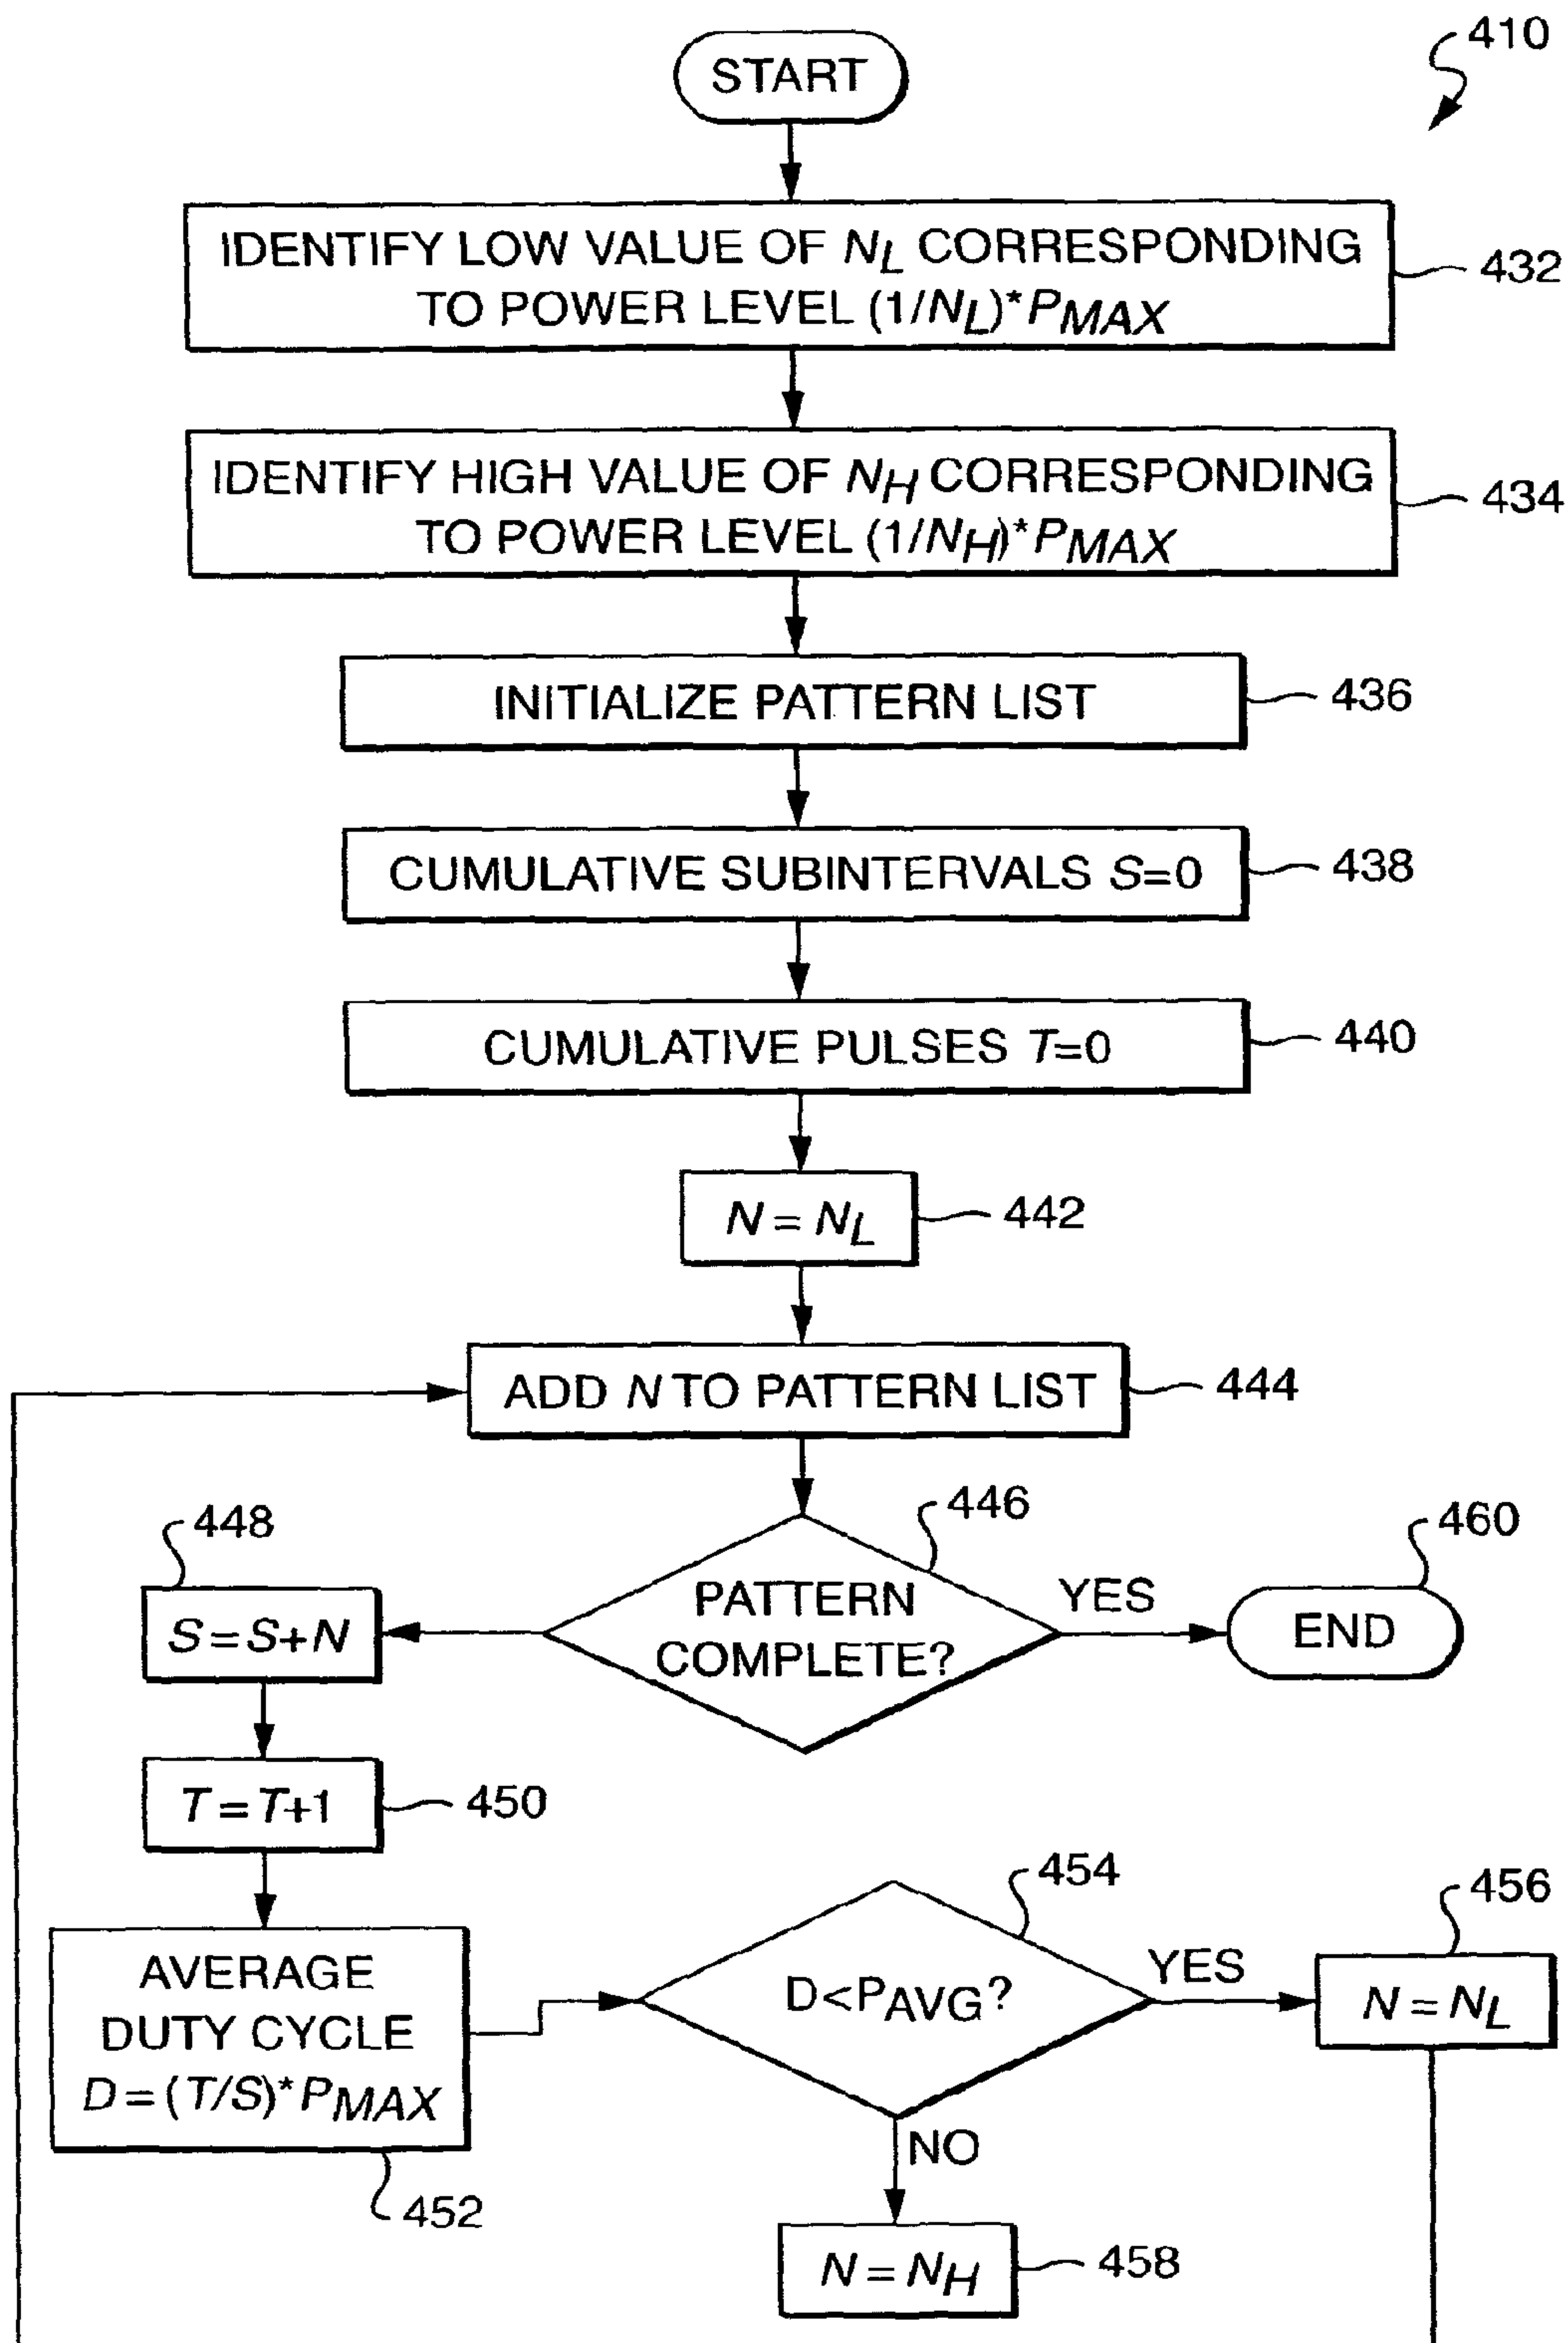 410
START
IDENTIFY LOW VALUE OF NL CORRESPONDING
TO POWER LEVEL (1/NL)*PMAX
432
IDENTIFY HIGH VALUE OF NH CORRESPONDING
TO POWER LEVEL (1/NH)*PMAX
434
INITIALIZE PATTERN LIST
436
CUMULATIVE SUBINTERVALS S=0
438
CUMULATIVE PULSES T=0
440
N = NL
442
ADD N TO PATTERN LIST
444
446
PATTERN
COMPLETE?
YES
460
END
448
S=S+N
T=T+1
450
AVERAGE
DUTY CYCLE
D=(T/S)*PMAX
452
454
D<PAVG?
YES
456
N = NL
NO
N = NH
458